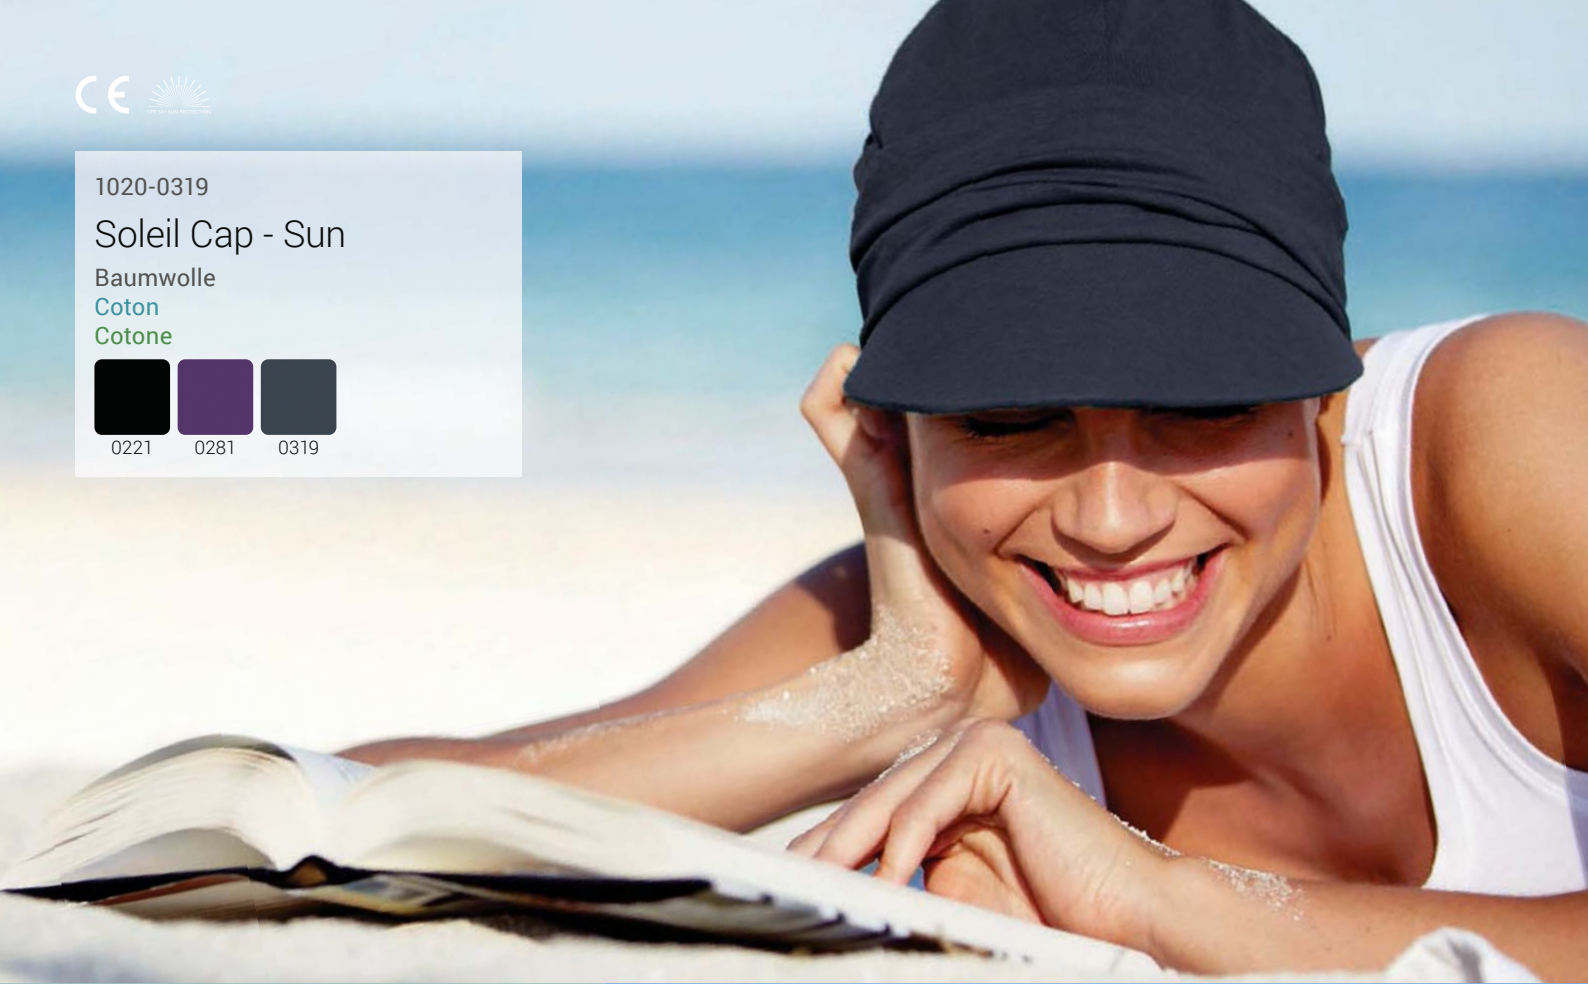 CE
1020-0319
Soleil Cap - Sun
Baumwolle
Coton
Cotone
0221 0281 0319